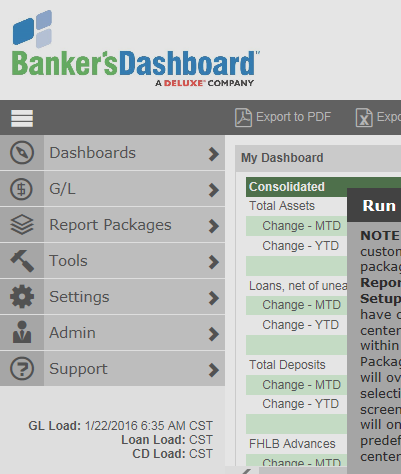 Banker'sDashboard™
A DELUXE® COMPANY
Export to PDF
Expo
Dashboards
G/L
Report Packages
Tools
Settings
Admin
Support
GL Load: 1/22/2016 6:35 AM CST
Loan Load: CST
CD Load: CST
My Dashboard
Consolidated
Total Assets
Change - MTD
Change - YTD
Loans, net of unea
Change - MTD
Change - YTD
Total Deposits
Change - MTD
Change - YTD
FHLB Advances
Change - MTD
Run
NOTE
custom
packag
Repor
Setup
have c
center
within
Packa
will ov
selecti
screen
will on
predef
center